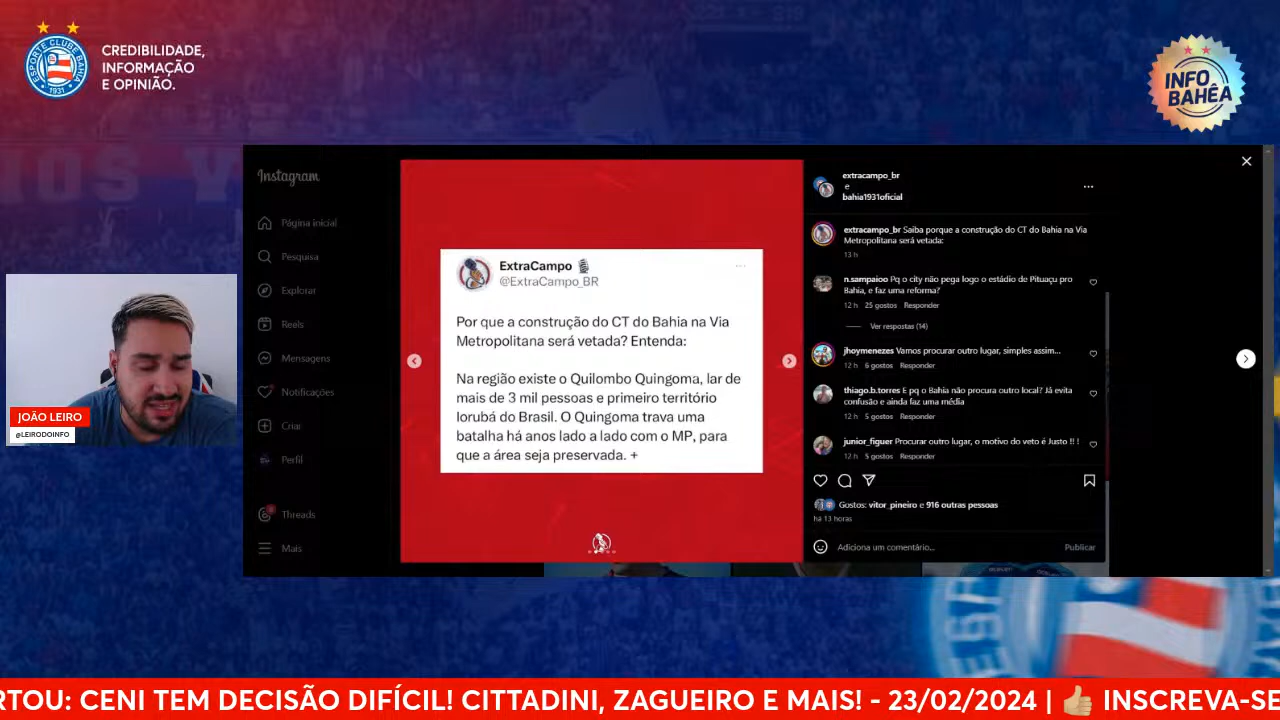 ESPORTE CLUBE BAHIA
1931
CREDIBILIDADE,
INFORMAÇÃO
E OPINIÃO.
INFO
BAHÊA
JOÃO LEIRO
@LEIRODOINFO
Instagram
Página inicial
Pesquisa
Explorar
Reels
Mensagens
Notificações
Criar
Perfil
Threads
Mais
ExtraCampo
@ExtraCampo_BR
Por que a construção do CT do Bahia na Via
Metropolitana será vetada? Entenda:
Na região existe o Quilombo Quingoma, lar de
mais de 3 mil pessoas e primeiro território
Iorubá do Brasil. O Quingoma trava uma
batalha há anos lado a lado com o MP, para
que a área seja preservada. +
extracampo_br
e
bahia1931oficial
extracampo_br Saiba porque a construção do CT do Bahia na Via
Metropolitana será vetada:
13 h
n.sampaioo Pq o city não pega logo o estádio de Pituaçu pro
Bahia, e faz uma reforma?
12 h 25 gostos Responder
Ver respostas (14)
jhoymenezes Vamos procurar outro lugar, simples assim...
12 h 6 gostos Responder
thiago.b.torres E pq o Bahia não procura outro local? Já evita
confusão e ainda faz uma média
12 h 5 gostos Responder
junior_figuer Procurar outro lugar, o motivo do veto é Justo !! !
12 h 5 gostos Responder
Gostos: vitor_pineiro e 916 outras pessoas
há 13 horas
Adiciona um comentário...
Publicar
RTOU: CENI TEM DECISÃO DIFÍCIL! CITTADINI, ZAGUEIRO E MAIS! - 23/02/2024 | 👍 INSCREVA-SE